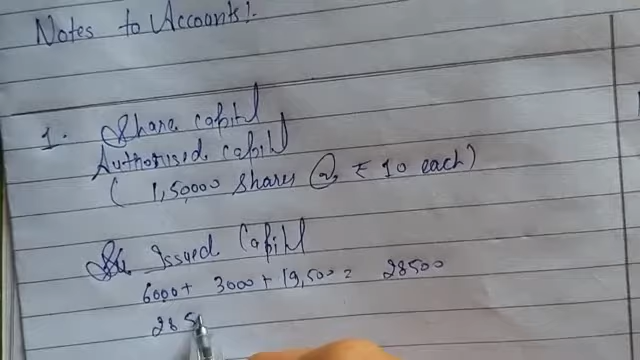 Notes to Accounts:
1. Share capital
Authorised capital
( 1,50000 shares @ ₹ 10 each)
Issued Capital
6000 + 3000 + 19,500 = 28500
285